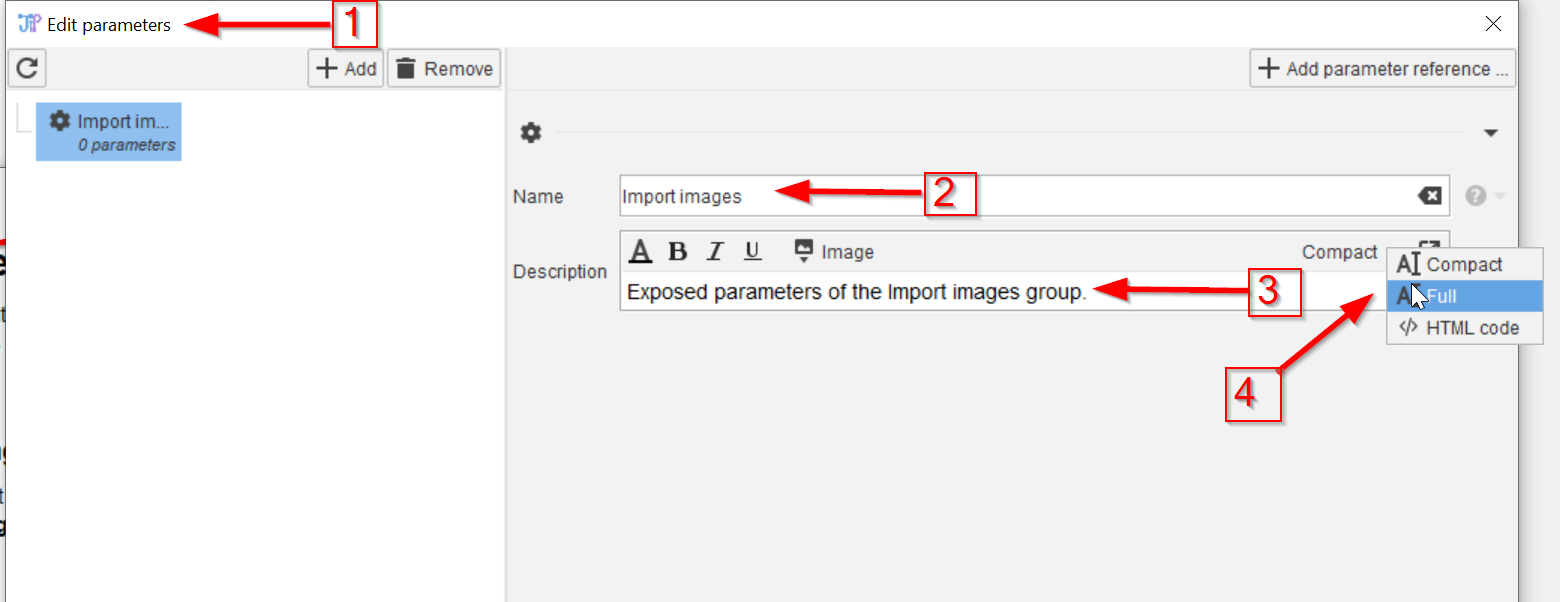 JIP Edit parameters
1
Add
Remove
Add parameter reference ...
Import im...
0 parameters
Name
Import images
2
Description
A B I U Image
Compact
Exposed parameters of the Import images group.
3
Compact
Full
HTML code
4